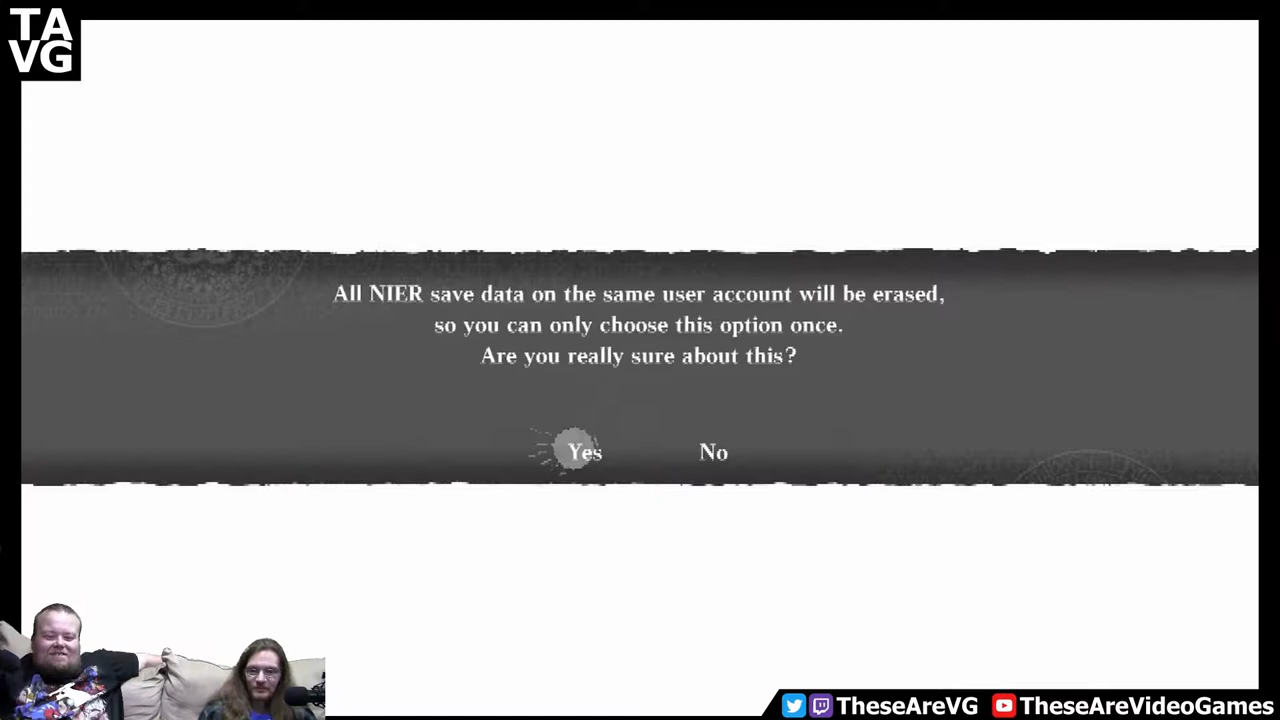 TA
VG
All NIER save data on the same user account will be erased,
so you can only choose this option once.
Are you really sure about this?
Yes No
TheseAreVG TheseAreVideoGames